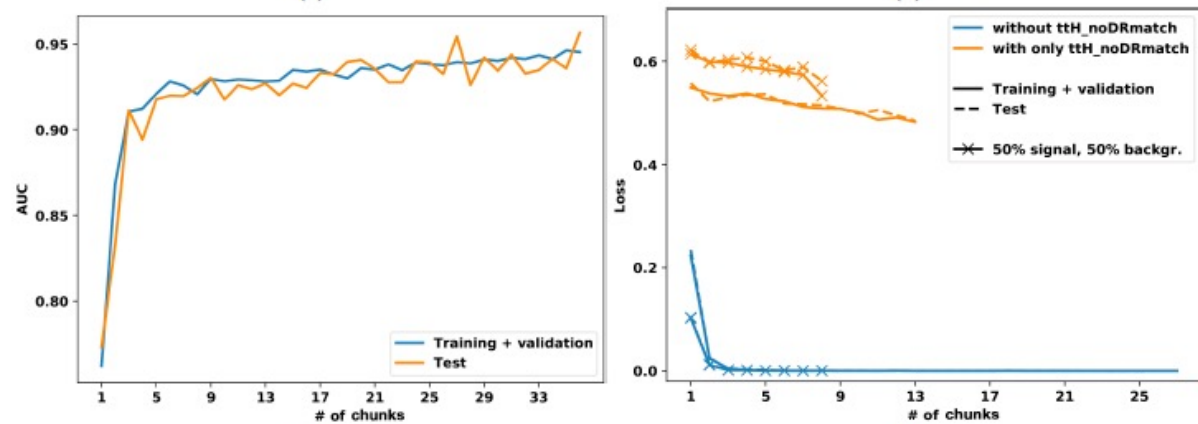 0.95
0.90
0.85
0.80
AUC
1 5 9 13 17 21 25 29 33
# of chunks
Training + validation
Test
0.6
0.4
0.2
0.0
Loss
1 5 9 13 17 21 25
# of chunks
without ttH_noDRmatch
with only ttH_noDRmatch
Training + validation
Test
50% signal, 50% backgr.